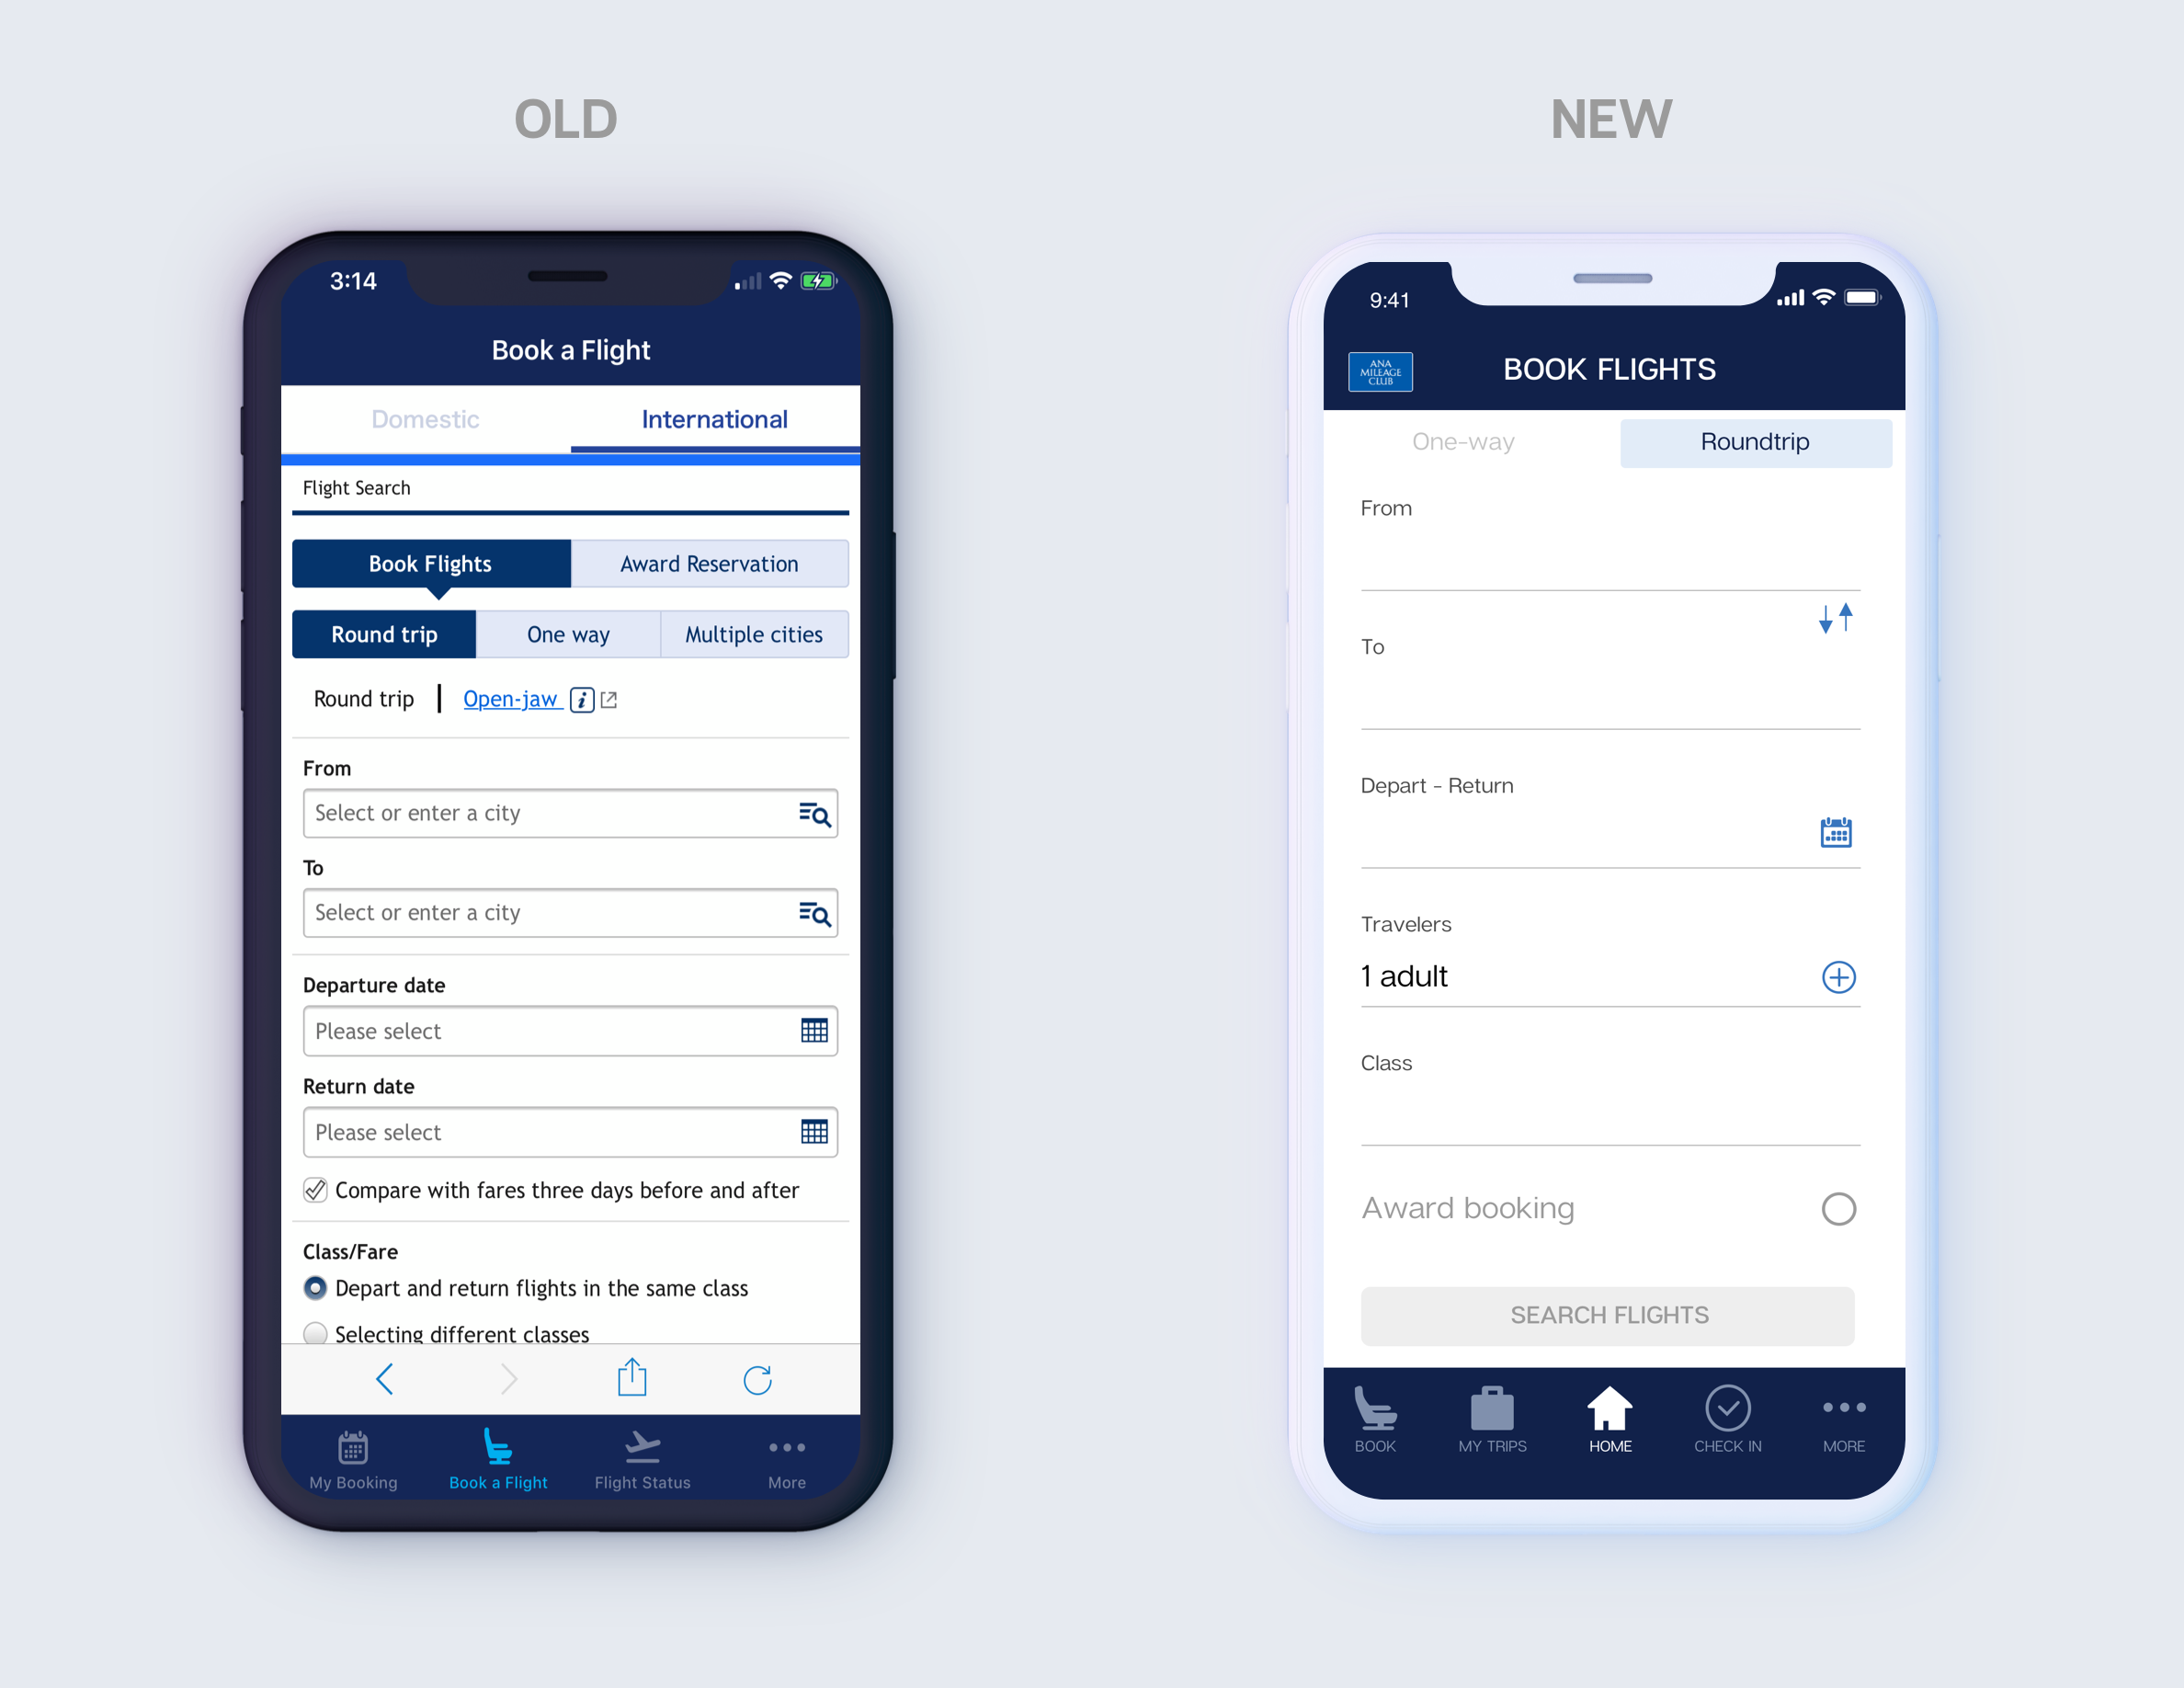 OLD
3:14
Book a Flight
Domestic International
Flight Search
Book Flights Award Reservation
Round trip One way Multiple cities
Round trip | Open-jaw i
From
Select or enter a city
To
Select or enter a city
Departure date
Please select
Return date
Please select
Compare with fares three days before and after
Class/Fare
Depart and return flights in the same class
Selecting different classes
My Booking Book a Flight Flight Status More
NEW
9:41
ANA
MILEAGE
CLUB
BOOK FLIGHTS
One-way Roundtrip
From
To
Depart - Return
Travelers
1 adult
Class
Award booking
SEARCH FLIGHTS
BOOK MY TRIPS HOME CHECK IN MORE